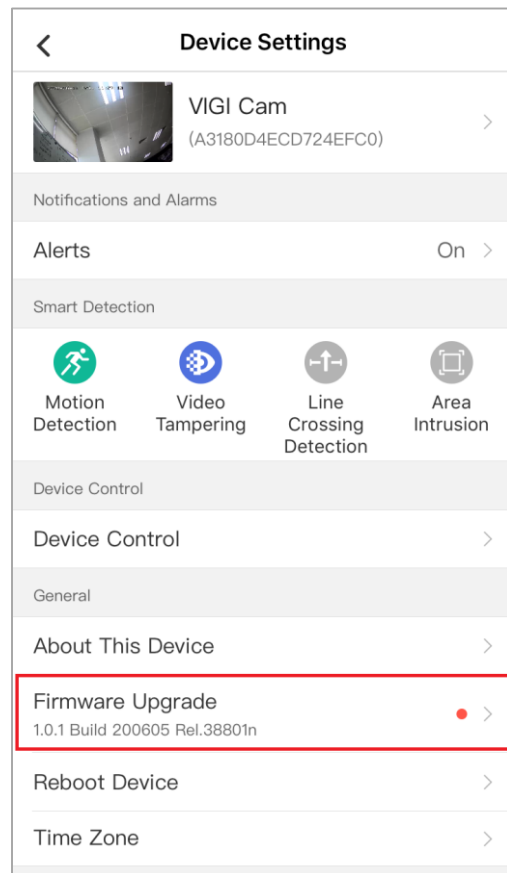 Device Settings
VIGI Cam
(A3180D4ECD724EFC0)
Notifications and Alarms
Alerts
On
Smart Detection
Motion
Detection
Video
Tampering
Line
Crossing
Detection
Area
Intrusion
Device Control
Device Control
General
About This Device
Firmware Upgrade
1.0.1 Build 200605 Rel.38801n
Reboot Device
Time Zone